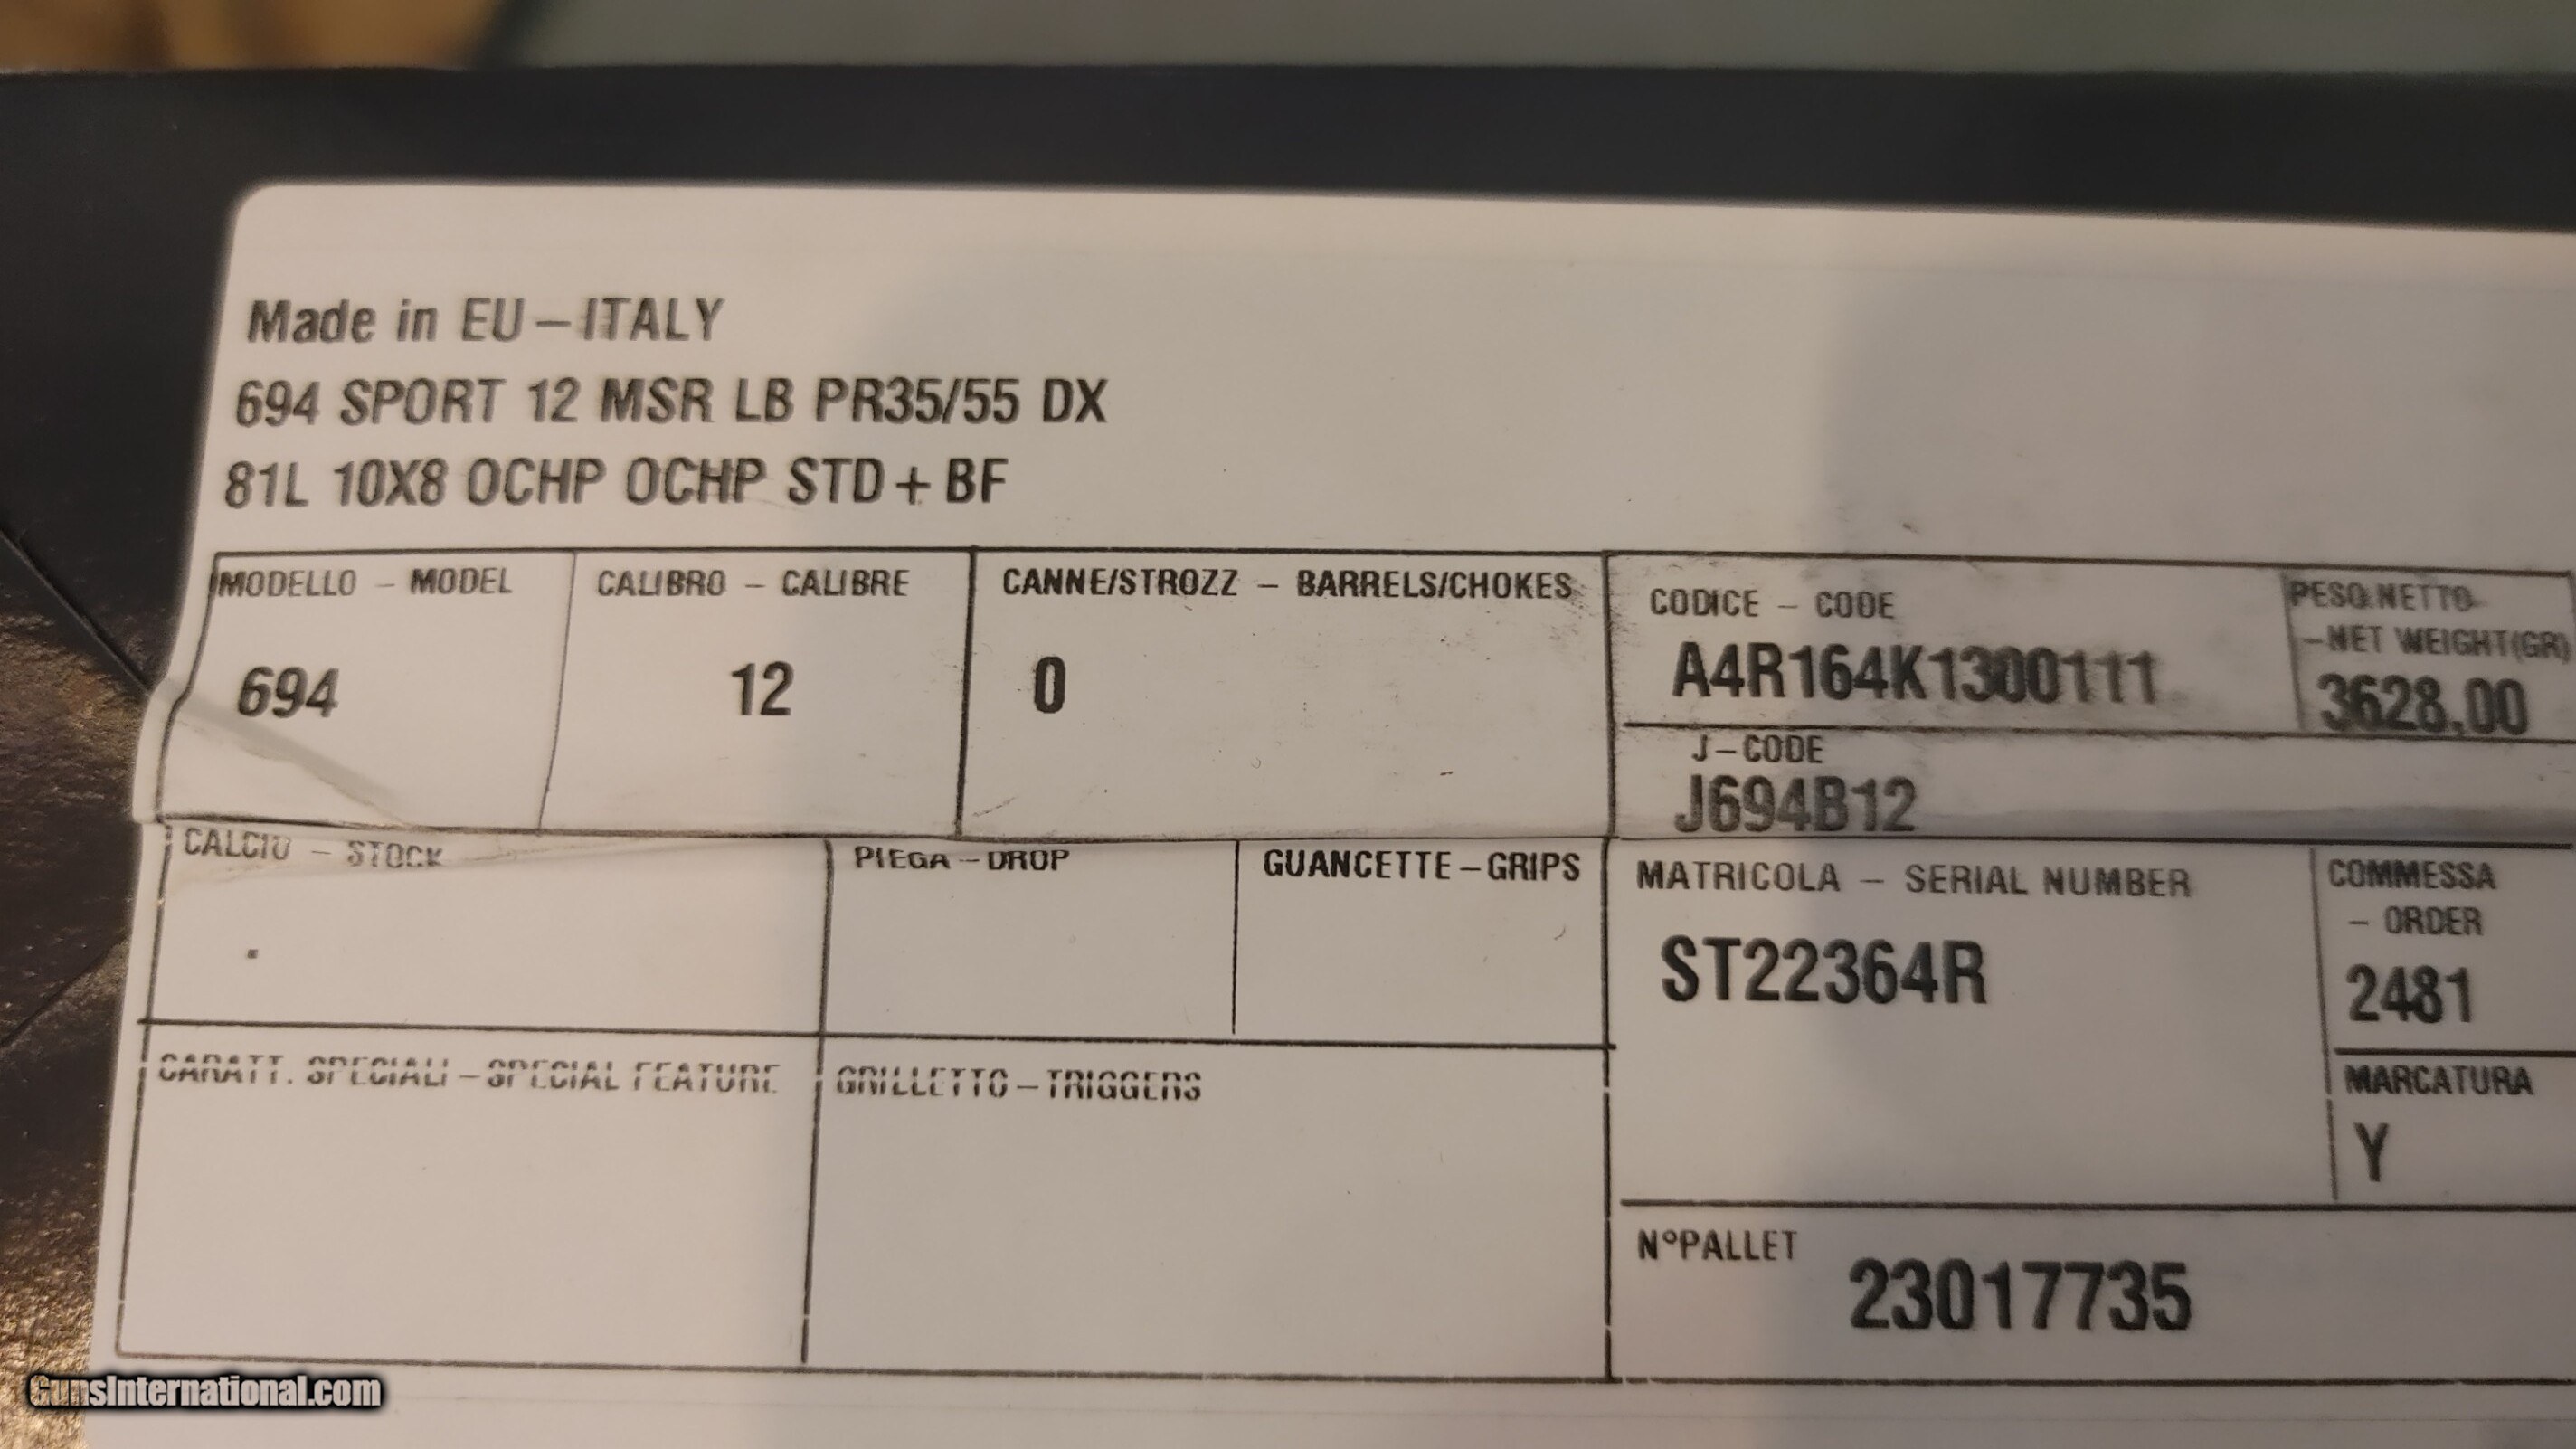 Made in EU-ITALY
694 SPORT 12 MSR LB PR35/55 DX
81L 10X8 OCHP OCHP STD+BF
MODELLO - MODEL
694
CALIBRO - CALIBRE
12
CANNE/STROZZ - BARRELS/CHOKES
0
CODICE - CODE
A4R164K1300111
PESO NETTO
-NET WEIGHT(GR)
3628,00
J-CODE
J694B12
CALCIO - STOCK
.
PIEGA-DROP
GUANCETTE-GRIPS
MATRICOLA - SERIAL NUMBER
ST22364R
COMMESSA
- ORDER
2481
MARCATURA
Y
CARATT. SPECIALI-SPECIAL FEATURE
GRILLETTO-TRIGGERS
N°PALLET
23017735
GunsInternational.com